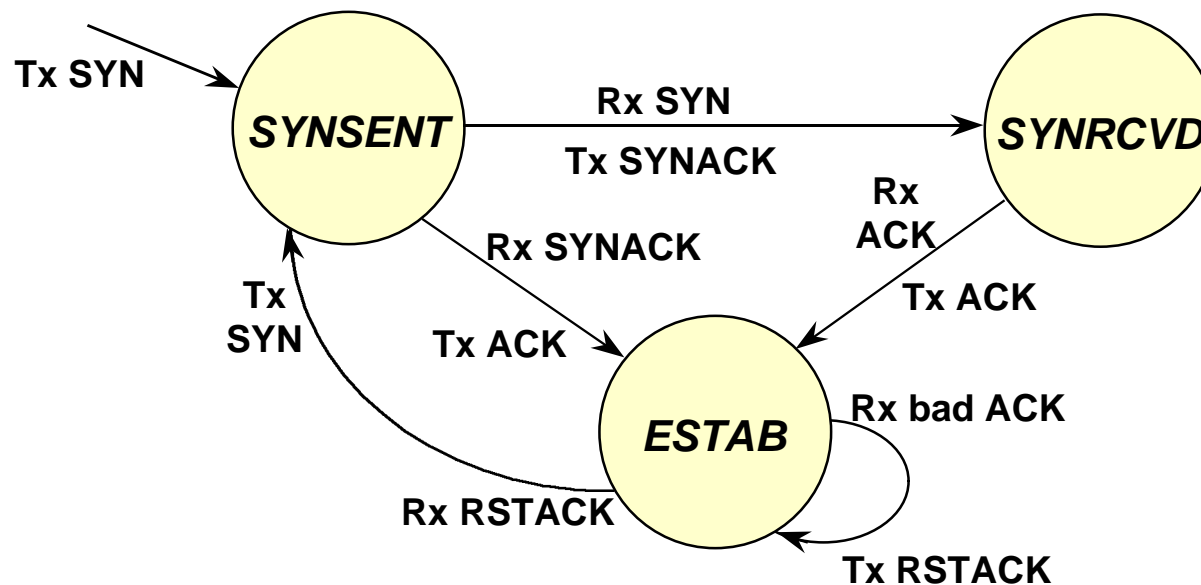 Tx SYN
SYNSENT
Rx SYN
Tx SYNACK
SYNRCVD
Rx
ACK
Rx SYNACK
Tx ACK
Tx
SYN
Tx ACK
ESTAB
Rx bad ACK
Rx RSTACK
Tx RSTACK